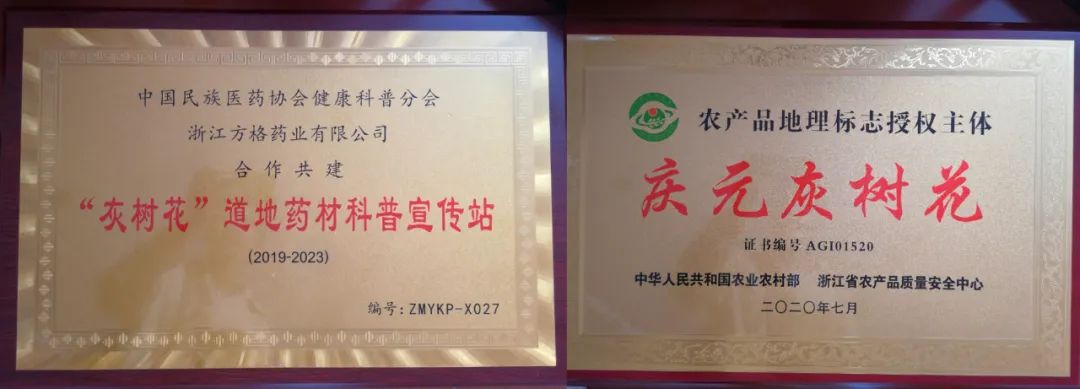 中国民族医药协会健康科普分会
浙江方格药业有限公司
合作共建
“灰树花”道地药材科普宣传站
(2019-2023)
编号:ZMYKP-X027
农产品地理标志授权主体
庆元灰树花
证书编号 AGI01520
中华人民共和国农业农村部 浙江省农产品质量安全中心
二〇二〇年七月